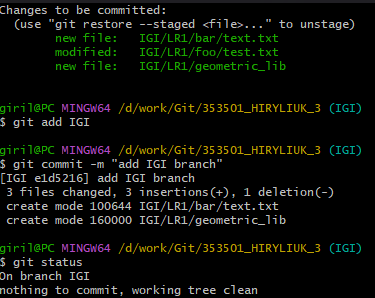 Changes to be committed:
  (use "git restore --staged <file>..." to unstage)
        new file:   IGI/LR1/bar/text.txt
        modified:   IGI/LR1/foo/test.txt
        new file:   IGI/LR1/geometric_lib
giril@PC MINGW64 /d/work/Git/353501_HIRYLIUK_3 (IGI)
$ git add IGI
giril@PC MINGW64 /d/work/Git/353501_HIRYLIUK_3 (IGI)
$ git commit -m "add IGI branch"
[IGI e1d5216] add IGI branch
 3 files changed, 3 insertions(+), 1 deletion(-)
 create mode 100644 IGI/LR1/bar/text.txt
 create mode 160000 IGI/LR1/geometric_lib
giril@PC MINGW64 /d/work/Git/353501_HIRYLIUK_3 (IGI)
$ git status
On branch IGI
nothing to commit, working tree clean